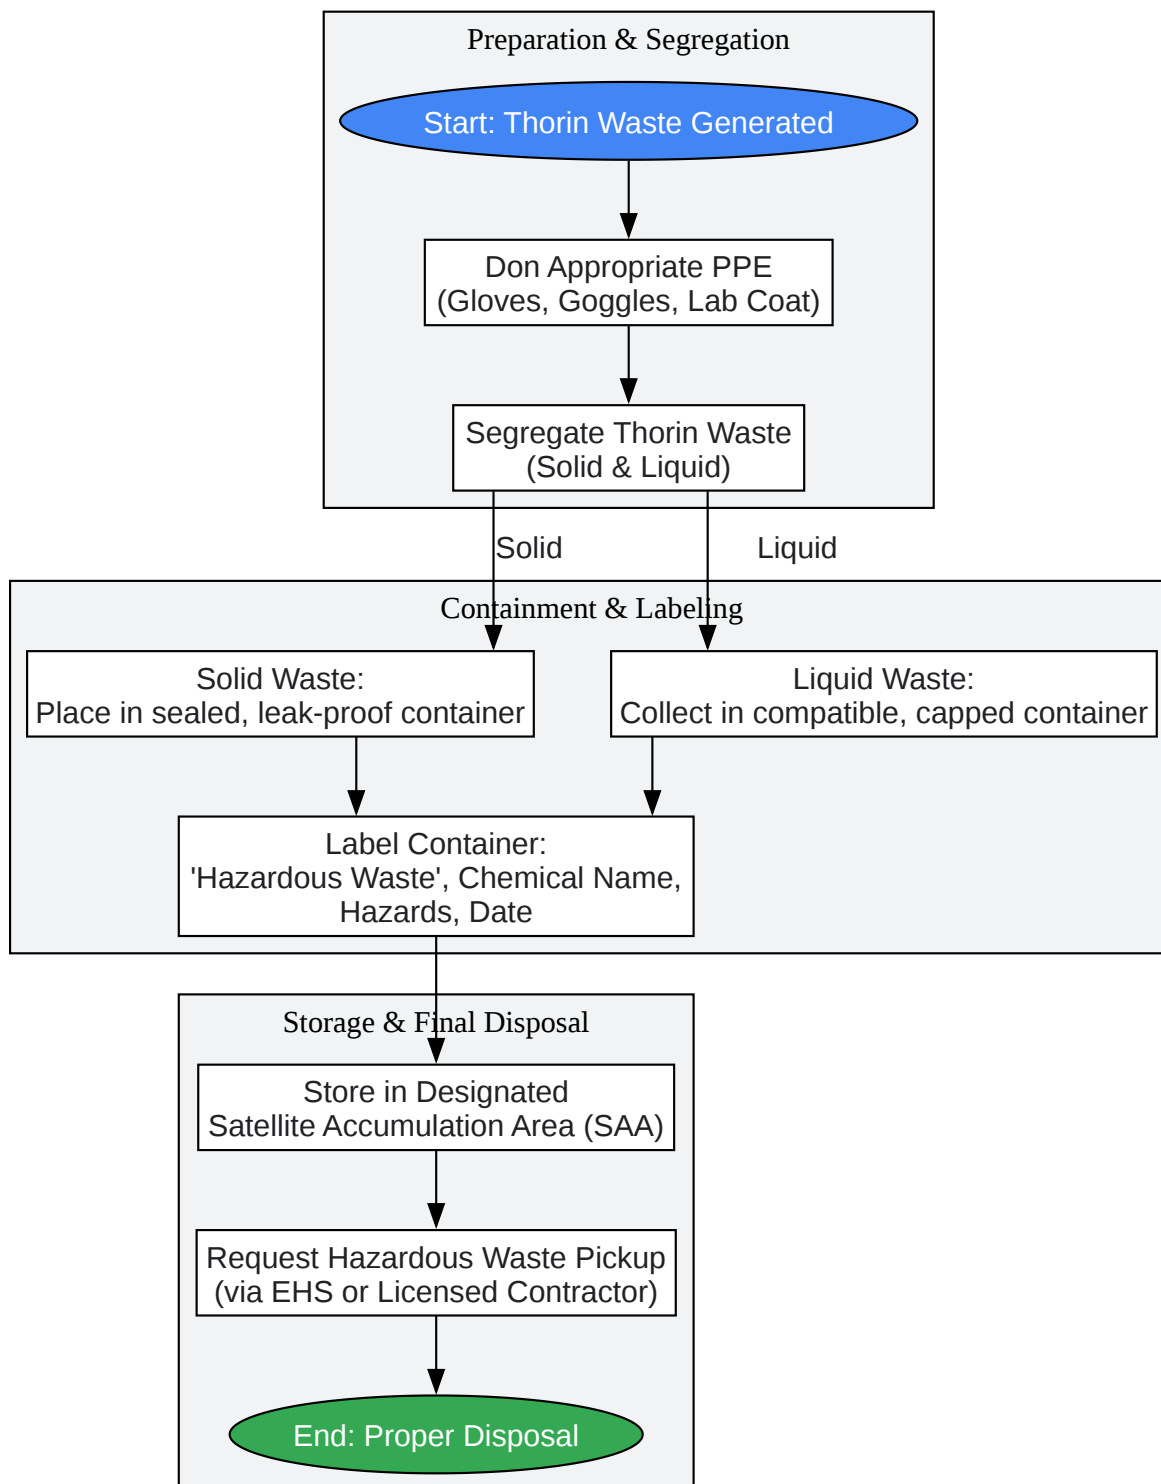 Preparation & Segregation
Start: Thorin Waste Generated
Don Appropriate PPE
(Gloves, Goggles, Lab Coat)
Segregate Thorin Waste
(Solid & Liquid)
Solid
Liquid
Containment & Labeling
Solid Waste:
Place in sealed, leak-proof container
Liquid Waste:
Collect in compatible, capped container
Label Container:
'Hazardous Waste', Chemical Name,
Hazards, Date
Storage & Final Disposal
Store in Designated
Satellite Accumulation Area (SAA)
Request Hazardous Waste Pickup
(via EHS or Licensed Contractor)
End: Proper Disposal